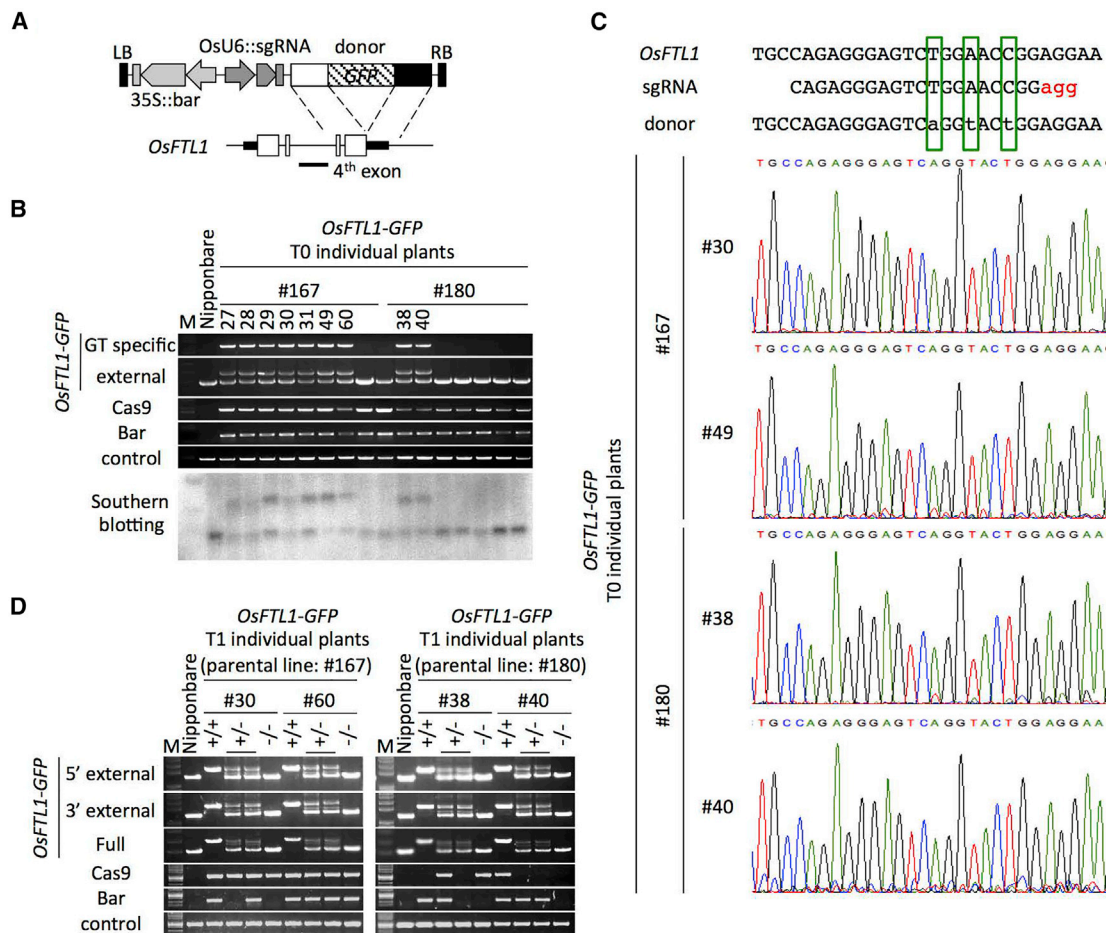 A
LB OsU6::sgRNA donor RB
GFP
35S::bar
OsFTL1
4th exon
B
OsFTL1-GFP
T0 individual plants
Nipponbare
#167 #180
M 27 28 29 30 31 49 60 38 40
OsFTL1-GFP
GT specific
external
Cas9
Bar
control
Southern blotting
C
OsFTL1 TGCCAGAGGGAGTCTGGAACCGGAGGAA
sgRNA CAGAGGGAGTCTGGAACCGGagg
donor TGCCAGAGGGAGTCaGGtACtGGAGGAA
OsFTL1-GFP
T0 individual plants
#167
TGCCAGAGGGAGTCAGGTACTGGAGGAAG
#30
TGCCAGAGGGAGTCAGGTACTGGAGGAAG
#49
#180
TGCCAGAGGGAGTCAGGTACTGGAGGAAG
#38
TGCCAGAGGGAGTCAGGTACTGGAGGAA
#40
D
OsFTL1-GFP
T1 individual plants
(parental line: #167)
OsFTL1-GFP
T1 individual plants
(parental line: #180)
#30 #60 #38 #40
M Nipponbare +/+ +/- -/- +/+ +/- -/- M Nipponbare +/+ +/- -/- +/+ +/- -/-
OsFTL1-GFP
5' external
3' external
Full
Cas9
Bar
control